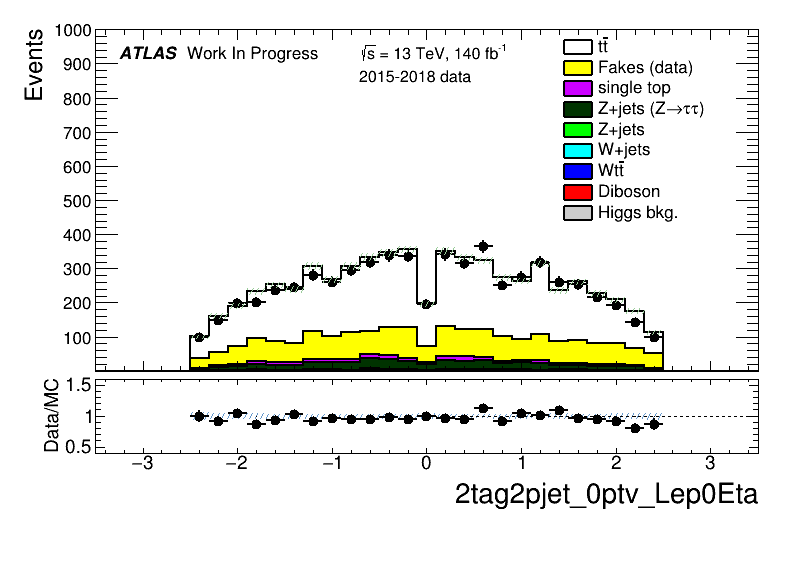 1000
900
800
700
600
500
400
300
200
100
Events
ATLAS Work In Progress
√s = 13 TeV, 140 fb⁻¹
2015-2018 data
tt̄
Fakes (data)
single top
Z+jets (Z→ττ)
Z+jets
W+jets
Wtt̄
Diboson
Higgs bkg.
1.5
1
0.5
Data/MC
−3 −2 −1 0 1 2 3
2tag2pjet_0ptv_Lep0Eta